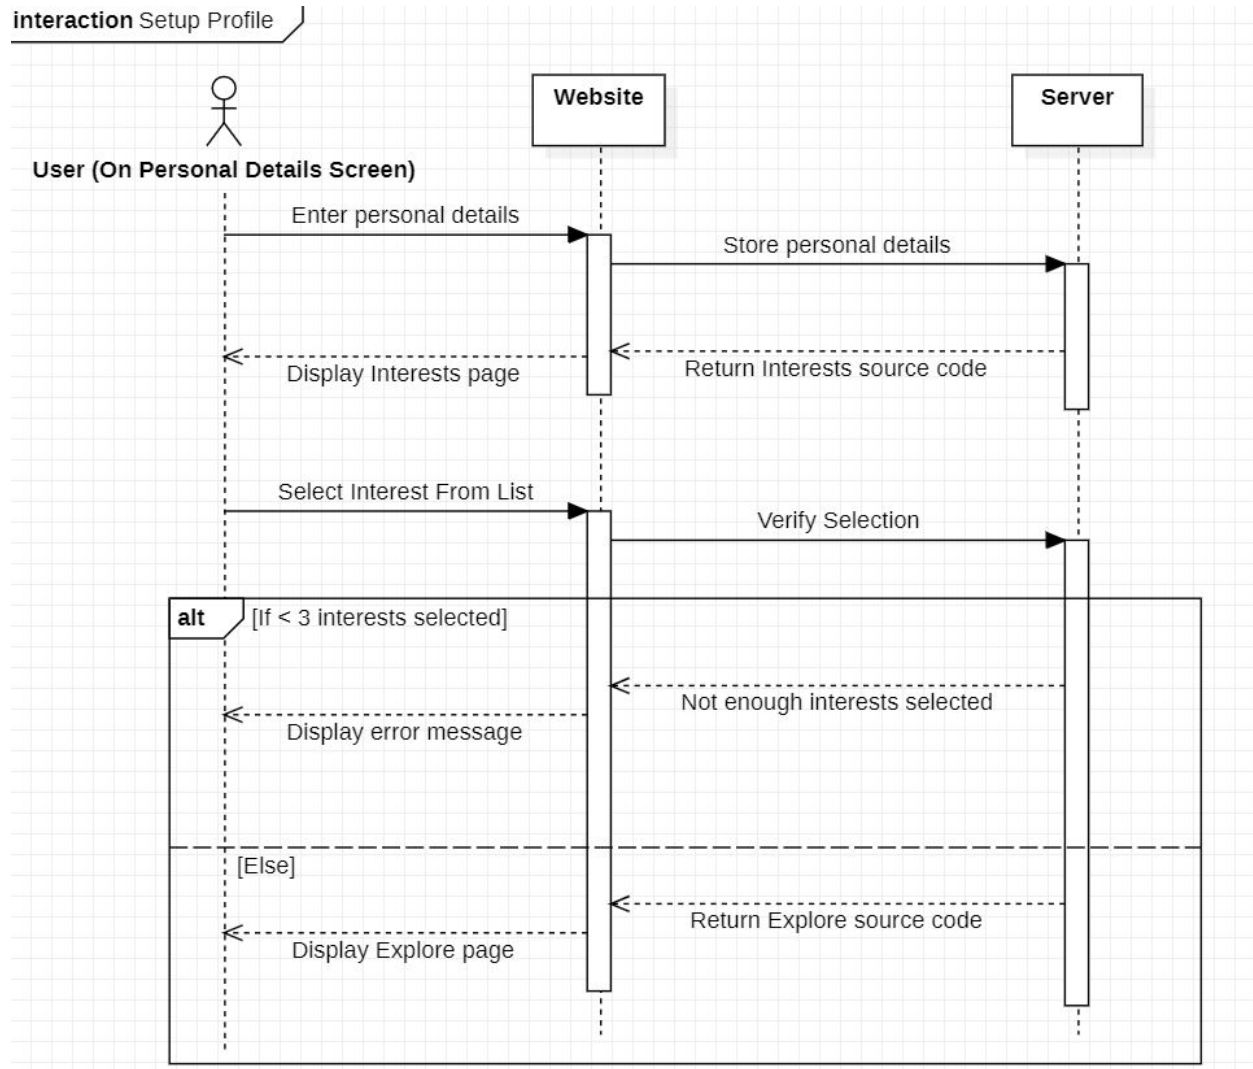 interaction Setup Profile
Website
Server
User (On Personal Details Screen)
Enter personal details
Store personal details
Return Interests source code
Display Interests page
Select Interest From List
Verify Selection
alt [If < 3 interests selected]
Not enough interests selected
Display error message
[Else]
Return Explore source code
Display Explore page